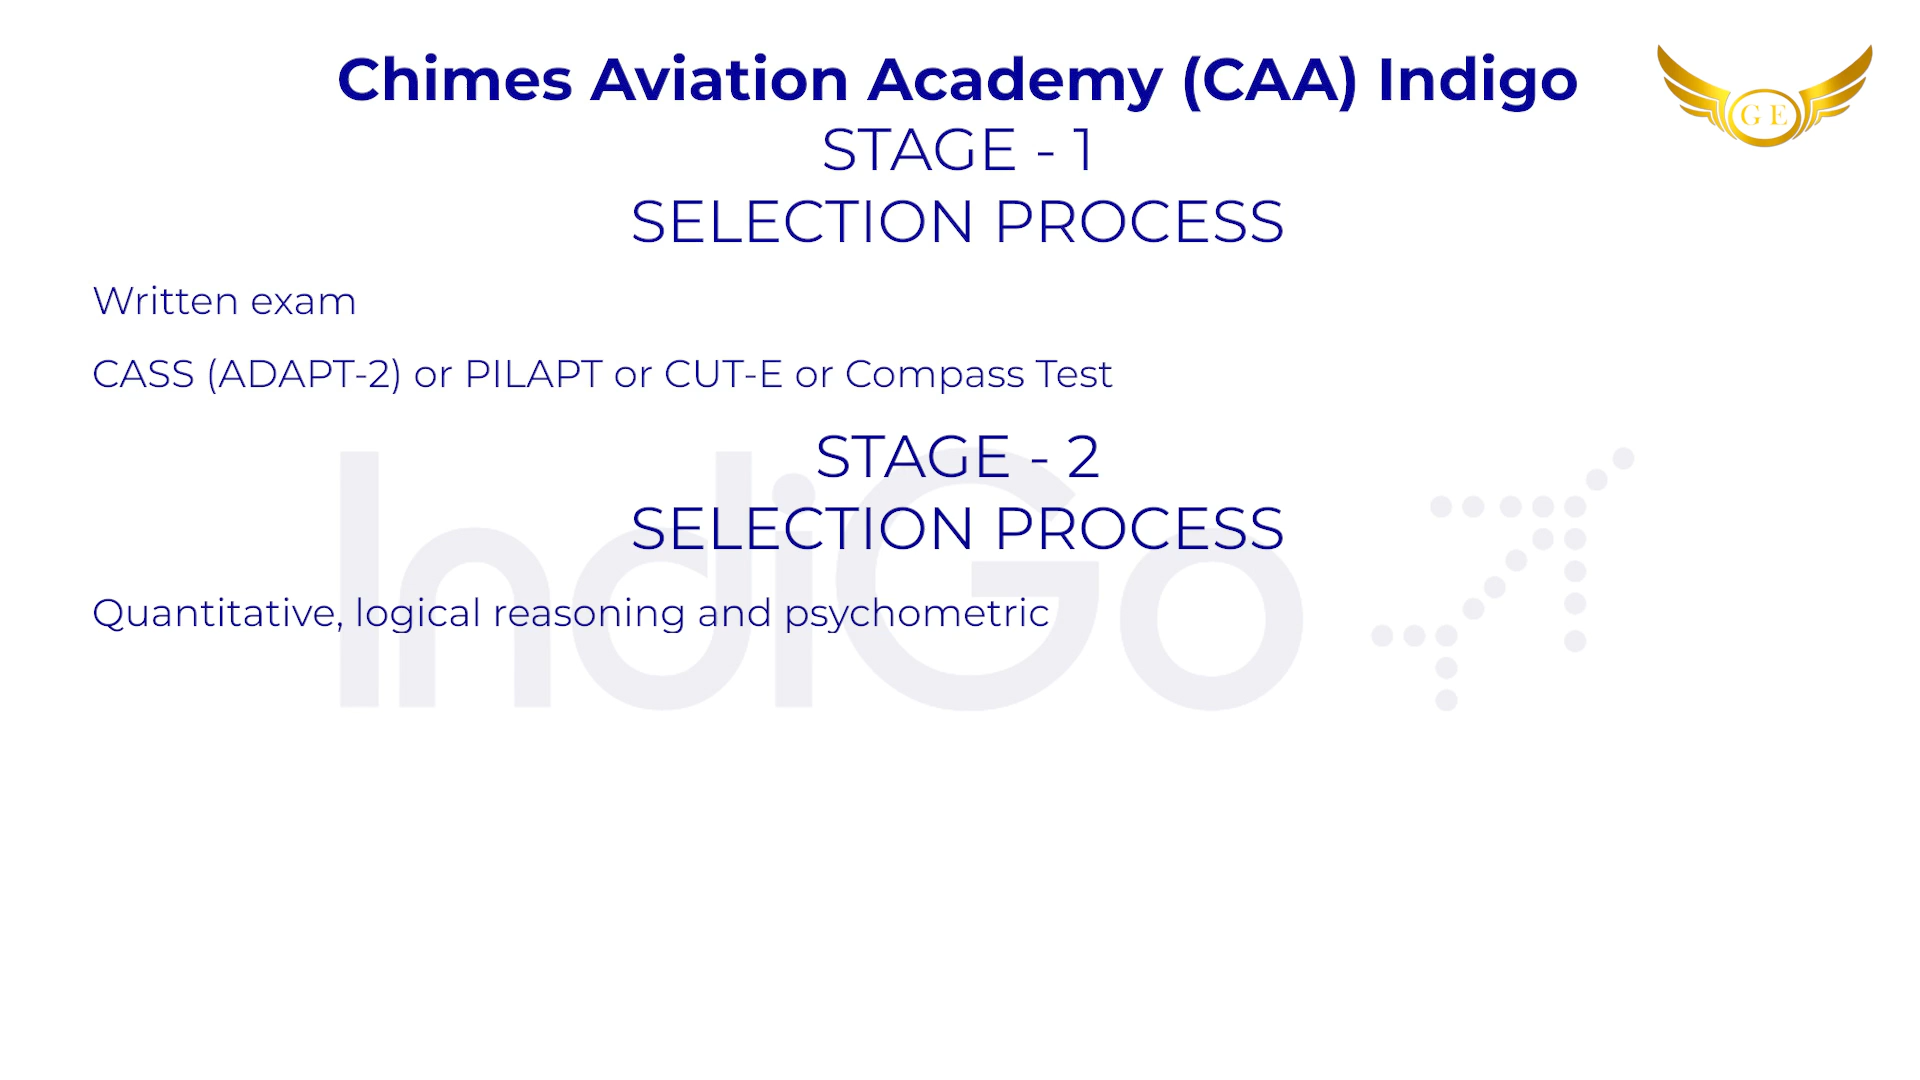 Chimes Aviation Academy (CAA) Indigo
G E
STAGE - 1
SELECTION PROCESS
Written exam
CASS (ADAPT-2) or PILAPT or CUT-E or Compass Test
STAGE - 2
SELECTION PROCESS
IndiGo
Quantitative, logical reasoning and psychometric